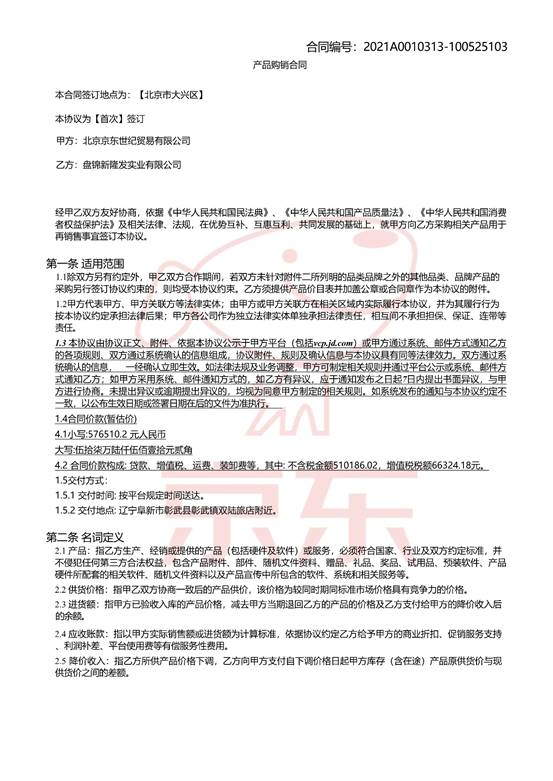 合同编号：2021A0010313-100525103
产品购销合同
本合同签订地点为：【北京市大兴区】
本协议为【首次】签订
甲方：北京京东世纪贸易有限公司
乙方：盘锦新隆发实业有限公司
经甲乙双方友好协商，依据《中华人民共和国民法典》、《中华人民共和国产品质量法》、《中华人民共和国消费
者权益保护法》及相关法律、法规，在优势互补、互惠互利、共同发展的基础上，就甲方向乙方采购相关产品用于
再销售事宜签订本协议。
第一条 适用范围
1.1除双方另有约定外，甲乙双方合作期间，若双方未针对附件二所列明的品类品牌之外的其他品类、品牌产品的
采购另行签订协议约束的，则均受本协议约束。乙方须提供产品价目表并加盖公章或合同章作为本协议的附件。
1.2甲方代表甲方、甲方关联方等法律实体；由甲方或甲方关联方在相关区域内实际履行本协议，并为其履行行为
按本协议约定承担法律后果；甲方各公司作为独立法律实体单独承担法律责任，相互间不承担担保、保证、连带等
责任。
1.3 本协议由协议正文、附件、依据本协议公示于甲方平台（包括vcp.jd.com）或甲方通过系统、邮件方式通知乙方
的各项规则、双方通过系统确认的信息组成，协议附件、规则及确认信息与本协议具有同等法律效力。双方通过系
统确认的信息， 一经确认立即生效。如法律法规及业务调整，甲方可制定相关规则并通过平台公示或系统、邮件方
式通知乙方；如甲方采用系统、邮件通知方式的，如乙方有异议，应于通知发布之日起7日内提出书面异议，与甲
方进行协商。未提出异议或逾期提出异议的，均视为同意甲方制定的相关规则。如系统发布的通知与本协议约定不
一致，以公布生效日期或签署日期在后的文件为准执行。
1.4合同价款(暂估价)
4.1小写:576510.2 元人民币
大写:伍拾柒万陆仟伍佰壹拾元贰角
4.2 合同价款构成: 贷款、增值税、运费、装卸费等，其中: 不含税金额510186.02，增值税税额66324.18元。
1.5交付方式：
1.5.1 交付时间: 按平台规定时间送达。
1.5.2 交付地点: 辽宁阜新市彰武县彰武镇双陆旅店附近。
第二条 名词定义
2.1 产品：指乙方生产、经销或提供的产品（包括硬件及软件）或服务，必须符合国家、行业及双方约定标准，并
不侵犯任何第三方合法权益，包含产品附件、部件、随机文件资料、赠品、礼品、奖品、试用品、预装软件、产品
硬件所配套的相关软件、随机文件资料以及产品宣传中所包含的软件、系统和相关服务等。
2.2 供货价格：指甲乙双方协商一致后的产品供价，该价格为较同时期同标准市场价格具有竞争力的价格。
2.3 进货额：指甲方已验收入库的产品价格，减去甲方当期退回乙方的产品的价格及乙方支付给甲方的降价收入后
的余额。
2.4 应收账款：指以甲方实际销售额或进货额为计算标准，依据协议约定乙方给予甲方的商业折扣、促销服务支持
、利润补差、平台使用费等有偿服务性费用。
2.5 降价收入：指乙方所供产品价格下调，乙方向甲方支付自下调价格日起甲方库存（含在途）产品原供货价与现
供货价之间的差额。
京东